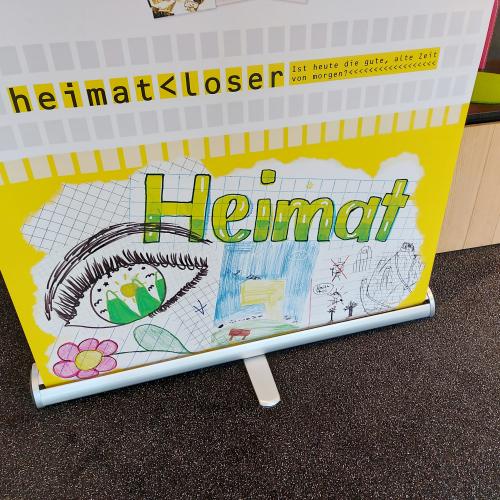 heimat<loser
Ist heute die gute, alte Zeit
von morgen?<<<<<<<<<<<<<<<<<<
Heimat